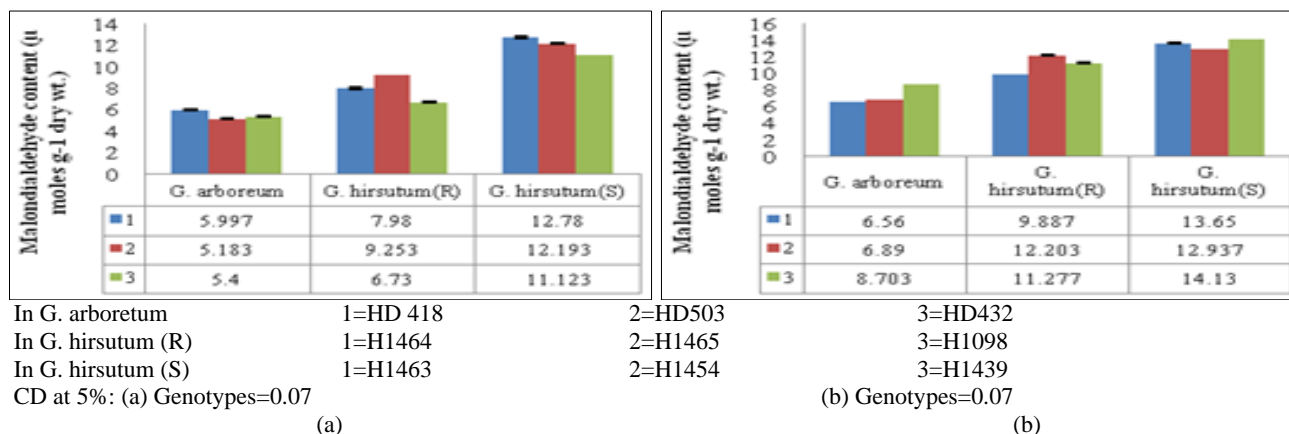 Malondialdehyde content (μ
moles g-1 dry wt.)
14
12
10
8
6
4
2
0
G. arboreum G. hirsutum(R) G. hirsutum(S)
1 5.997 7.98 12.78
2 5.183 9.253 12.193
3 5.4 6.73 11.123
Malondialdehyde content (μ
moles g-1 dry wt.)
16
14
12
10
8
6
4
2
0
G. arboreum G. hirsutum(R) G. hirsutum(S)
1 6.56 9.887 13.65
2 6.89 12.203 12.937
3 8.703 11.277 14.13
In G. arboretum 1=HD 418 2=HD503 3=HD432
In G. hirsutum (R) 1=H1464 2=H1465 3=H1098
In G. hirsutum (S) 1=H1463 2=H1454 3=H1439
CD at 5%: (a) Genotypes=0.07 (b) Genotypes=0.07
(a) (b)